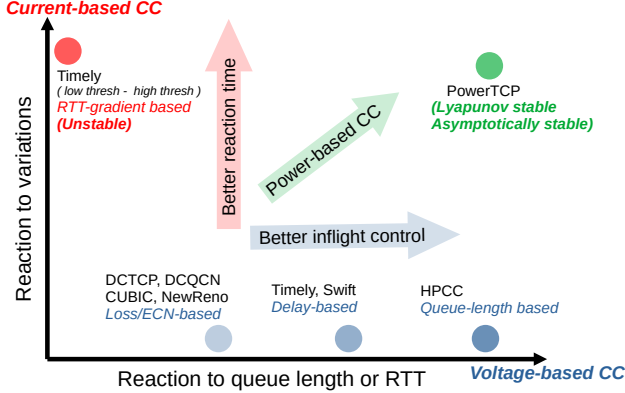 Current-based CC
Timely
( low thresh - high thresh )
RTT-gradient based
(Unstable)
PowerTCP
(Lyapunov stable
Asymptotically stable)
Better reaction time
Power-based CC
Better inflight control
Reaction to variations
DCTCP, DCQCN
CUBIC, NewReno
Loss/ECN-based
Timely, Swift
Delay-based
HPCC
Queue-length based
Reaction to queue length or RTT
Voltage-based CC